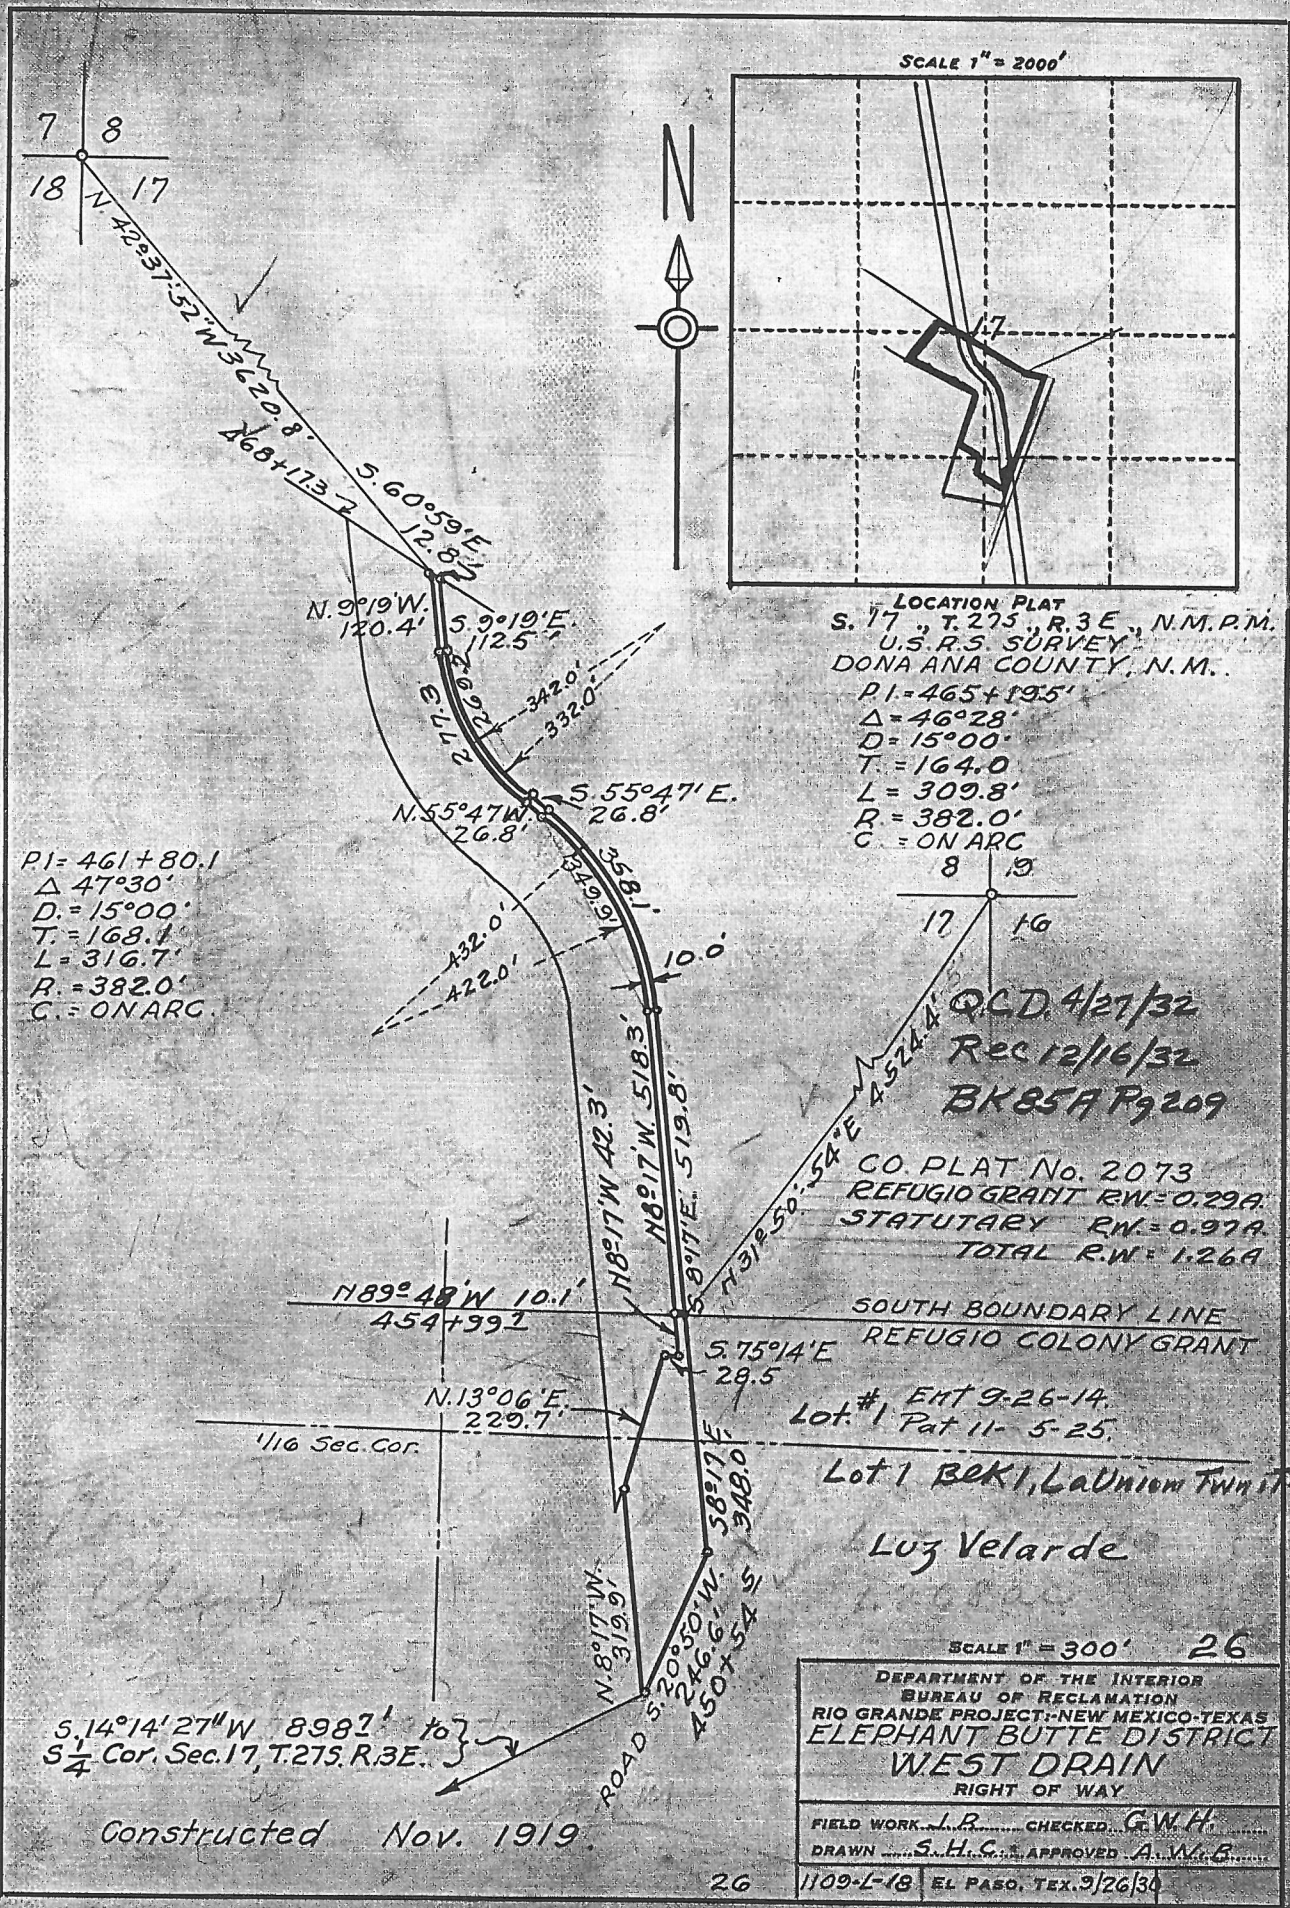 SCALE 1" = 2000'
7 8
18 17
N. 42°37'52"W 3620.8'
468+17.3
S. 60°59'E
12.8'
N
17
LOCATION PLAT
S. 17 ., T. 27S ., R. 3 E ., N.M.P.M.
U.S.R.S. SURVEY
DONA ANA COUNTY, N.M.
P.I. = 465+19.5'
Δ = 46°28'
D = 15°00'
T. = 164.0
L = 309.8'
R. = 382.0'
C. = ON ARC
N. 9°19'W.
120.4'
S. 9°19'E.
112.5'
269.2
277.3
342.0'
332.0'
S. 55°47'E.
26.8'
N. 55°47'W.
26.8'
P.I = 461+80.1
Δ 47°30'
D. = 15°00'
T. = 168.1'
L = 316.7'
R. = 382.0'
C. = ON ARC.
358.1'
349.9'
432.0'
422.0'
10.0'
8 9
17 16
N 31° 50' 54"E 4524.4'
Q.C.D. 4/27/32
Rec 12/16/32
BK 85A Pg 209
N 8°17'W. 518.3'
S. 8°17'E. 519.8'
N 8°17'W 42.3'
CO. PLAT No. 2073
REFUGIO GRANT R.W. = 0.29A.
STATUTARY R.W. = 0.97A.
TOTAL R.W = 1.26A
N 89° 48'W 10.1'
454+99.7
SOUTH BOUNDARY LINE
REFUGIO COLONY GRANT
S. 75°14'E
28.5
N. 13°06'E.
229.7'
Lot #1 Ent 9-26-14.
Pat 11-5-25.
1/16 Sec. Cor.
Lot 1 BLK 1, La Union Twn
S 8°17'E
348.0'
Luz Velarde
N. 8°17'W.
319.9'
S. 20°50'W.
246.6'
450+54.5
ROAD
S. 14°14'27"W 898.7' to
S 1/4 Cor. Sec. 17, T. 27S. R. 3E.
Constructed Nov. 1919.
SCALE 1" = 300' 26
DEPARTMENT OF THE INTERIOR
BUREAU OF RECLAMATION
RIO GRANDE PROJECT:-NEW MEXICO-TEXAS
ELEPHANT BUTTE DISTRICT
WEST DRAIN
RIGHT OF WAY
FIELD WORK J.R. CHECKED G.W.H.
DRAWN S.H.C. APPROVED A.W.B.
26 1109-L-18 EL PASO, TEX. 9/26/30